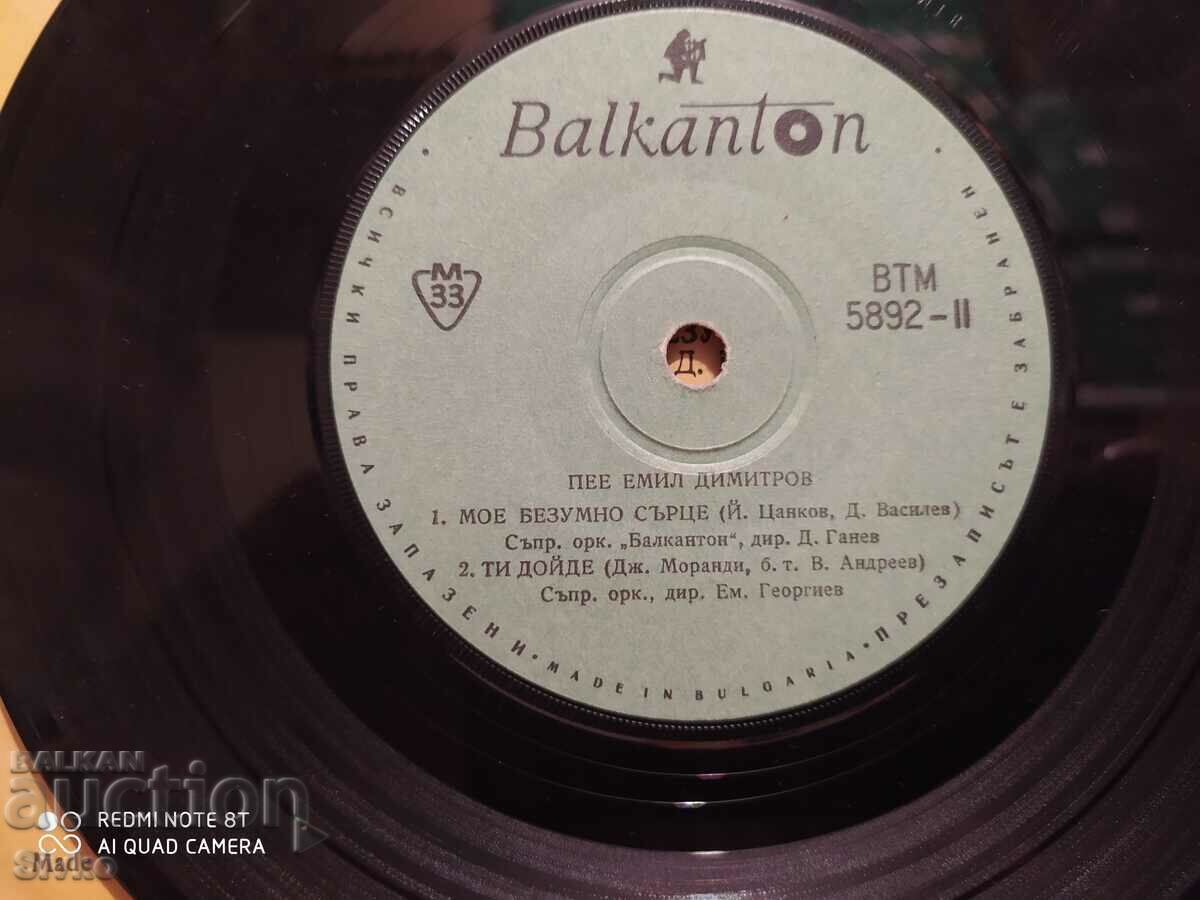 Balkanton
М
33
ВТМ
5892-II
Д.
ПЕЕ ЕМИЛ ДИМИТРОВ
1. МОЕ БЕЗУМНО СЪРЦЕ (Й. Цанков, Д. Василев)
Съпр. орк. „Балкантон“, дир. Д. Ганев
2. ТИ ДОЙДЕ (Дж. Моранди, б. т. В. Андреев)
Съпр. орк., дир. Ем. Георгиев
ВСИЧКИ ПРАВА ЗАПАЗЕНИ • MADE IN BULGARIA • ПРЕЗАПИСЪТ Е ЗАБРАНЕН
BALKAN
auction
REDMI NOTE 8T
AI QUAD CAMERA
Made